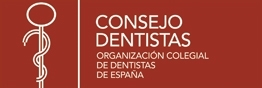 CONSEJO
DENTISTAS
ORGANIZACIÓN COLEGIAL
DE DENTISTAS
DE ESPAÑA